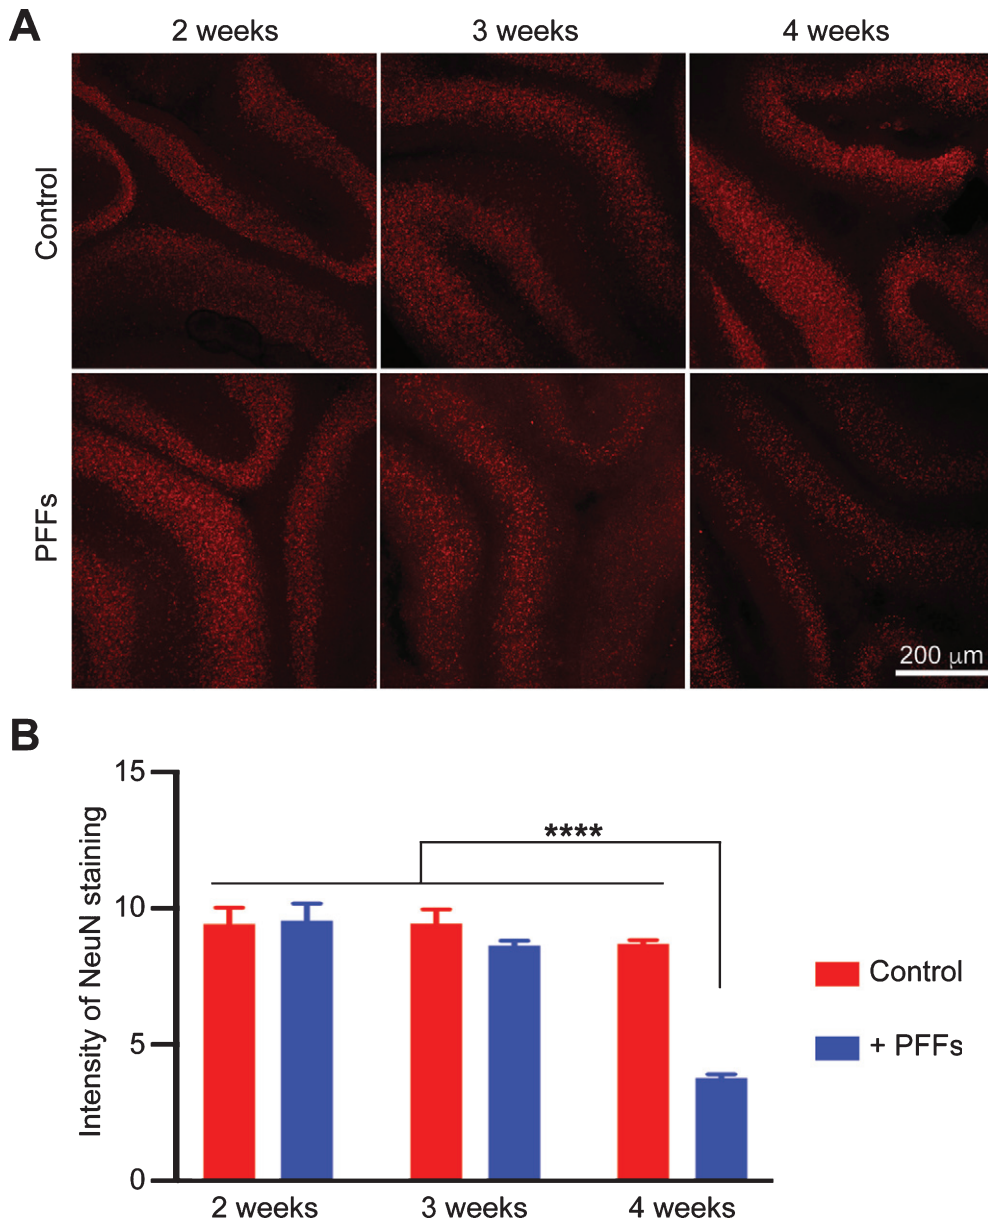 A
2 weeks
3 weeks
4 weeks
Control
PFFs
200 μm
B
Intensity of NeuN staining
15
10
5
0
****
2 weeks
3 weeks
4 weeks
Control
+ PFFs